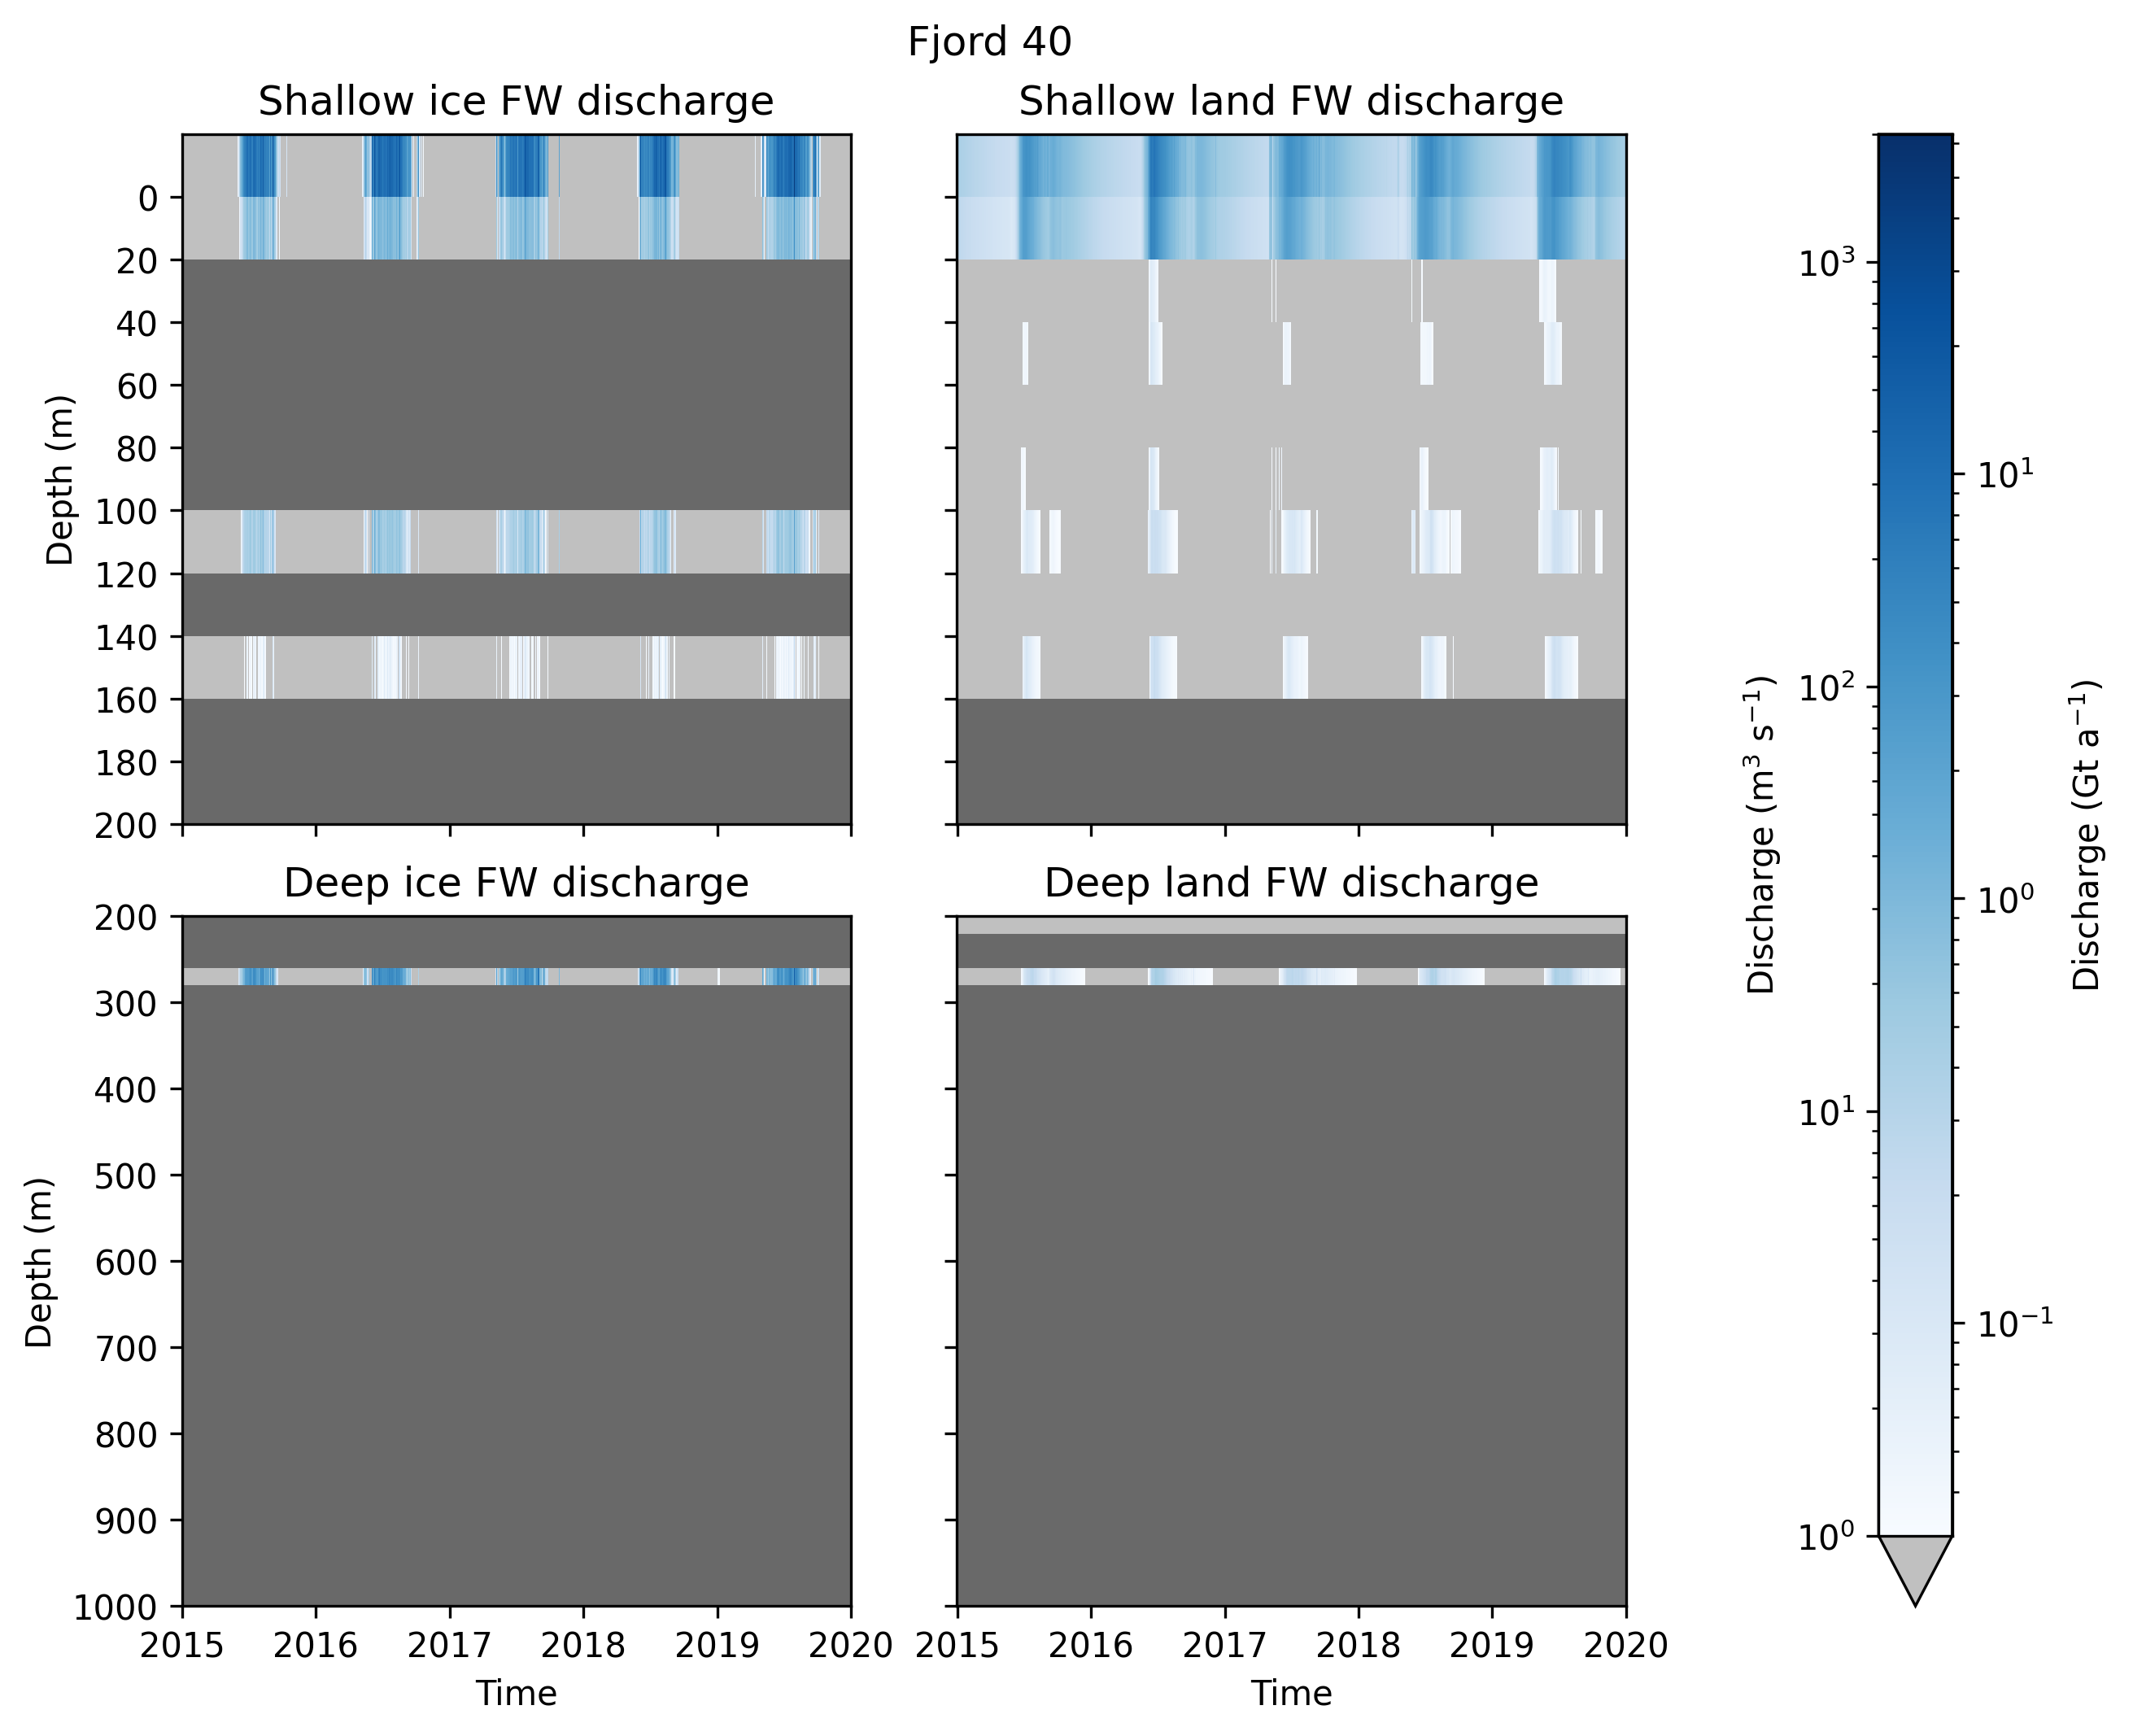 Fjord 40
Shallow ice FW discharge
Shallow land FW discharge
0
20
40
60
80
100
120
140
160
180
200
Depth (m)
Deep ice FW discharge
Deep land FW discharge
200
300
400
500
600
700
800
900
1000
Depth (m)
2015 2016 2017 2018 2019 2020
2015 2016 2017 2018 2019 2020
Time
Time
Discharge (m³ s⁻¹)
10³
10²
10¹
10⁰
10¹
10⁰
10⁻¹
Discharge (Gt a⁻¹)